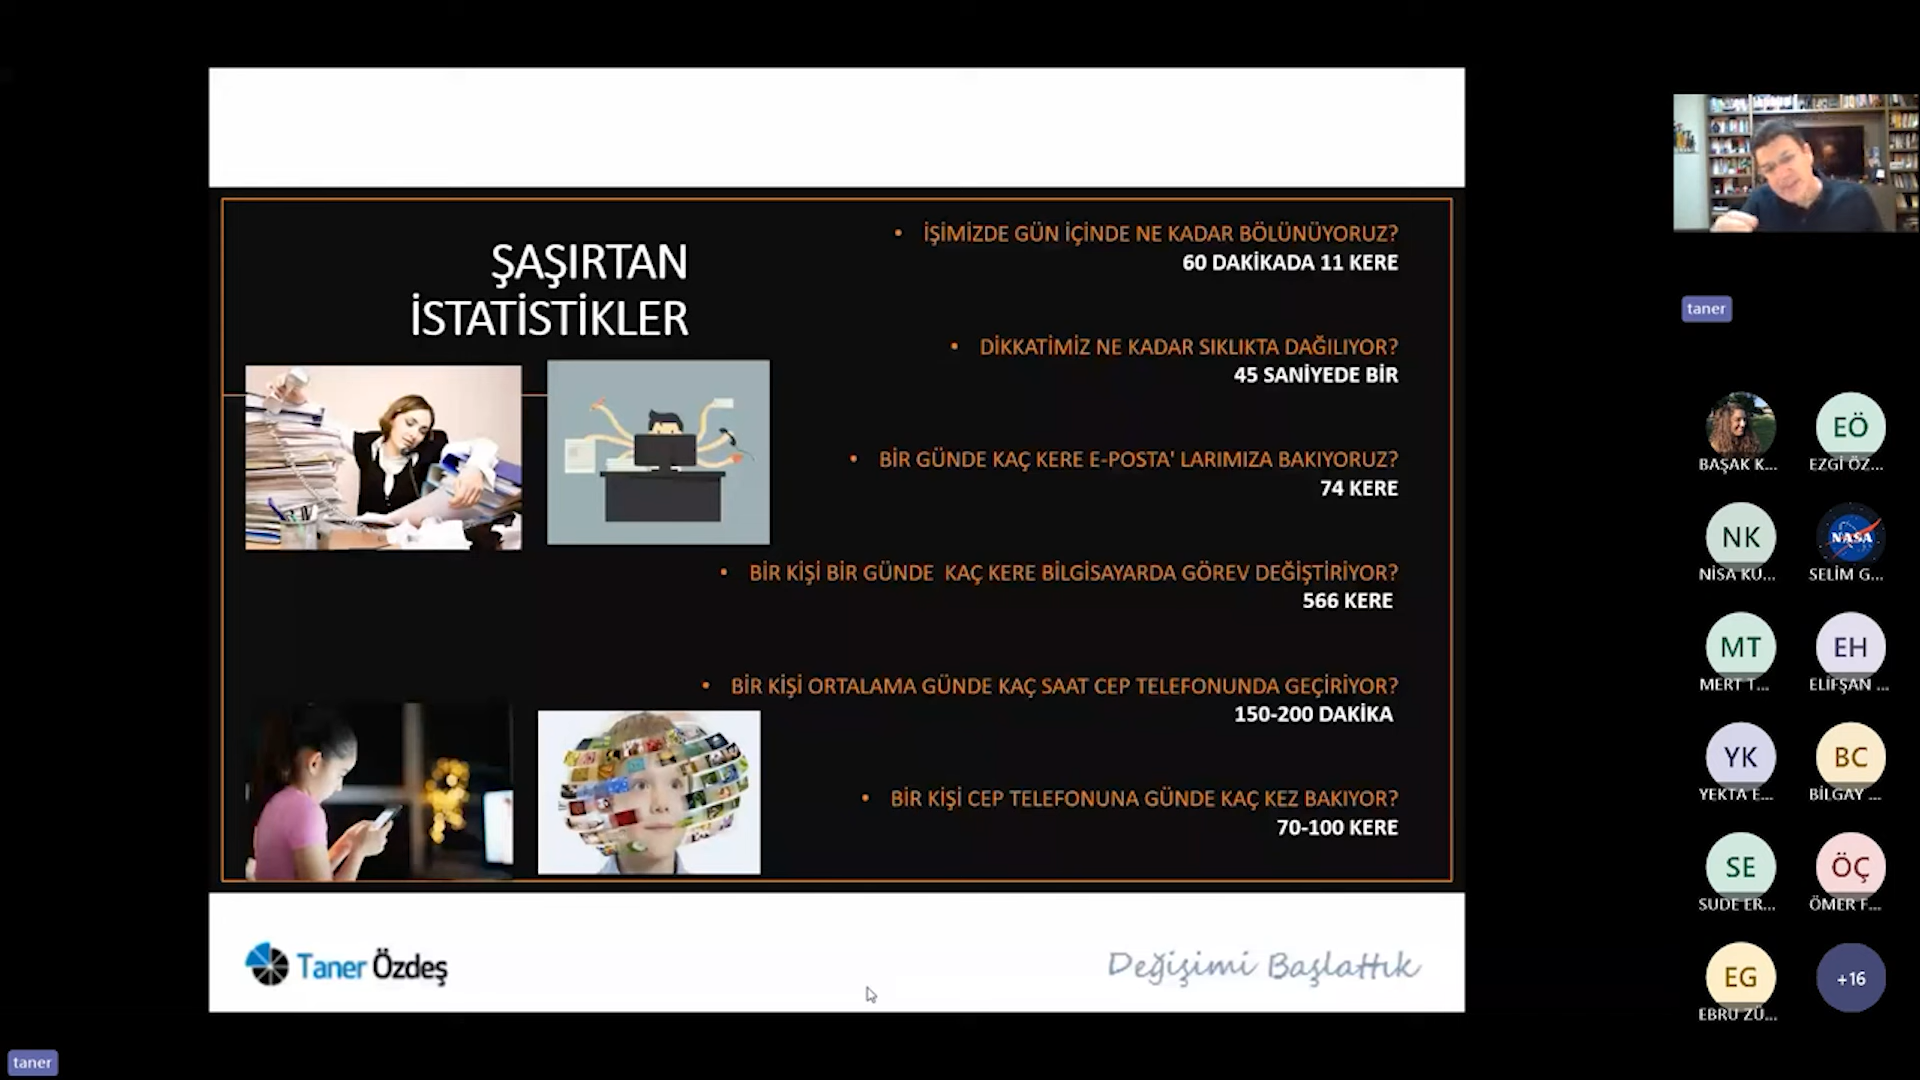 ŞAŞIRTAN
İSTATİSTİKLER
• İŞİMİZDE GÜN İÇİNDE NE KADAR BÖLÜNÜYORUZ?
60 DAKİKADA 11 KERE
• DİKKATİMİZ NE KADAR SIKLIKTA DAĞILIYOR?
45 SANİYEDE BİR
• BİR GÜNDE KAÇ KERE E-POSTA' LARIMIZA BAKIYORUZ?
74 KERE
• BİR KİŞİ BİR GÜNDE KAÇ KERE BİLGİSAYARDA GÖREV DEĞİŞTİRİYOR?
566 KERE
• BİR KİŞİ ORTALAMA GÜNDE KAÇ SAAT CEP TELEFONUNDA GEÇİRİYOR?
150-200 DAKİKA
• BİR KİŞİ CEP TELEFONUNA GÜNDE KAÇ KEZ BAKIYOR?
70-100 KERE
Taner Özdeş
Değişimi Başlattık
taner
EÖ
BAŞAK K...
EZGİ ÖZ...
NK
NASA
NİSA KU...
SELİM G...
MT
EH
MERT T...
ELİFŞAN ...
YK
BC
YEKTA E...
BİLGAY ...
SE
ÖÇ
SUDE ER...
ÖMER F...
EG
+16
EBRU ZÜ...
taner